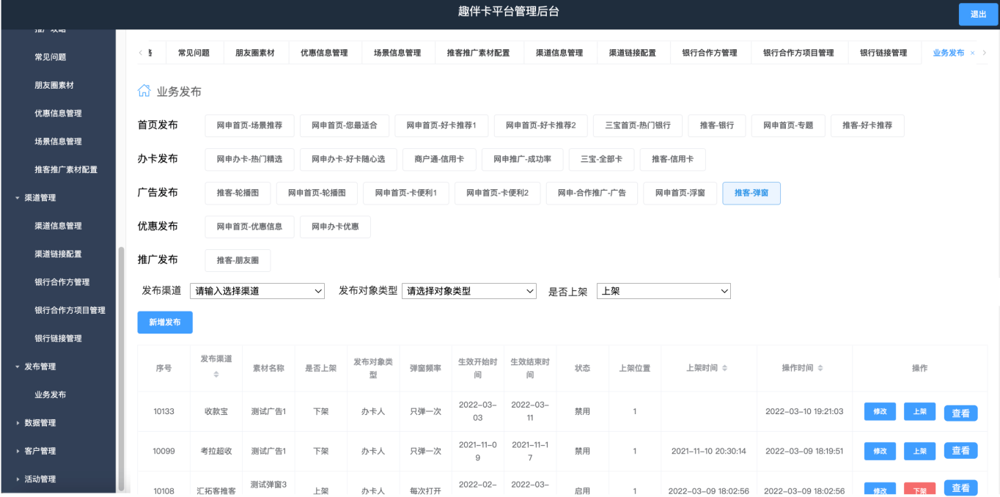 趣伴卡平台管理后台
退出
常见问题
朋友圈素材
优惠信息管理
场景信息管理
推客推广素材配置
渠道管理
渠道信息管理
渠道链接配置
银行合作方管理
银行合作方项目管理
银行链接管理
发布管理
业务发布
数据管理
客户管理
活动管理
常见问题 朋友圈素材 优惠信息管理 场景信息管理 推客推广素材配置 渠道信息管理 渠道链接配置 银行合作方管理 银行合作方项目管理 银行链接管理 业务发布 ×
业务发布
首页发布 网申首页-场景推荐 网申首页-您最适合 网申首页-好卡推荐1 网申首页-好卡推荐2 三宝首页-热门银行 推客-银行 网申首页-专题 推客-好卡推荐
办卡发布 网申办卡-热门精选 网申办卡-好卡随心选 商户通-信用卡 网申推广-成功率 三宝-全部卡 推客-信用卡
广告发布 推客-轮播图 网申首页-轮播图 网申首页-卡便利1 网申首页-卡便利2 网申-合作推广-广告 网申首页-浮窗 推客-弹窗
优惠发布 网申首页-优惠信息 网申办卡优惠
推广发布 推客-朋友圈
发布渠道 请输入选择渠道 发布对象类型 请选择对象类型 是否上架 上架
新增发布
序号 发布渠道 素材名称 是否上架 发布对象类型 弹窗频率 生效开始时间 生效结束时间 状态 上架位置 上架时间 操作时间 操作
10133 收款宝 测试广告1 下架 办卡人 只弹一次 2022-03-03 2022-03-11 禁用 1 2022-03-10 19:21:03 修改 上架 查看
10099 考拉超收 测试广告1 下架 办卡人 只弹一次 2021-11-09 2021-11-17 禁用 1 2021-11-10 20:30:14 2022-03-09 18:19:51 修改 上架 查看
10108 汇拓客推客 测试弹窗3 上架 办卡人 每次打开 2022-02- 2022-03- 启用 1 2022-03-09 18:02:56 2022-03-09 18:02:56 修改 下架 查看